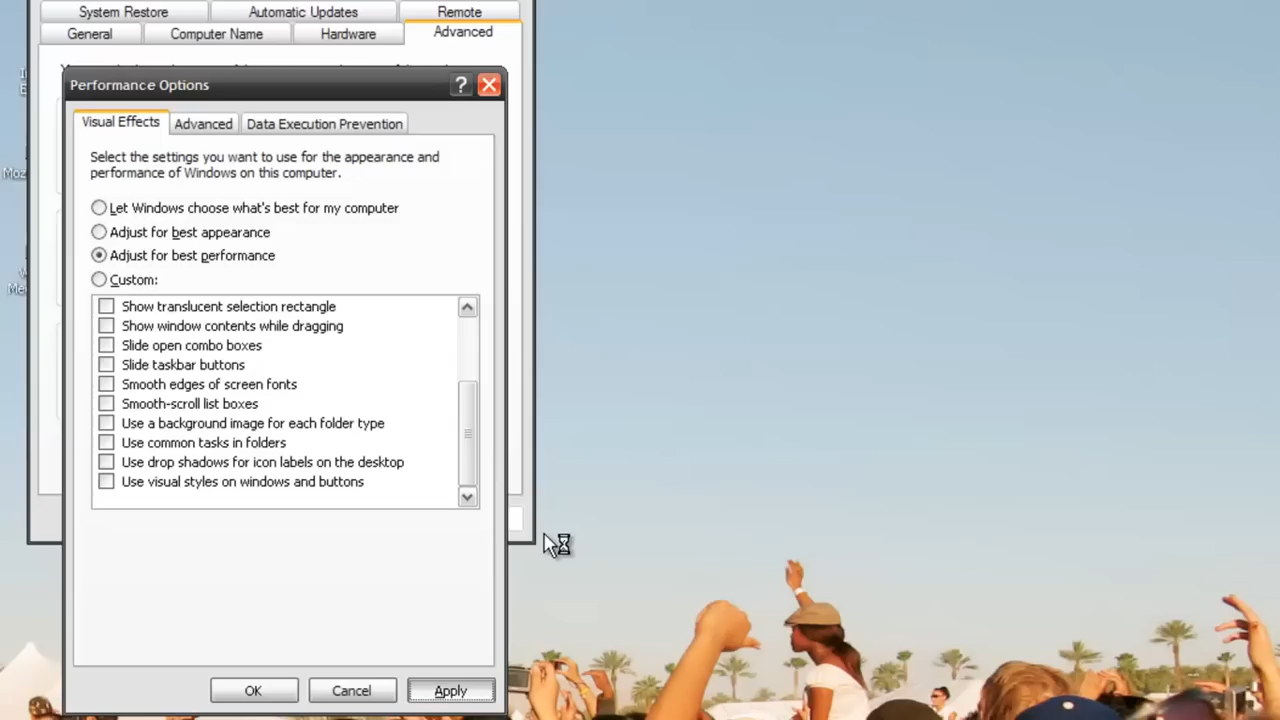 System Restore
Automatic Updates
Remote
General
Computer Name
Hardware
Advanced
Performance Options
Visual Effects
Advanced
Data Execution Prevention
Select the settings you want to use for the appearance and
performance of Windows on this computer.
Let Windows choose what's best for my computer
Adjust for best appearance
Adjust for best performance
Custom:
Show translucent selection rectangle
Show window contents while dragging
Slide open combo boxes
Slide taskbar buttons
Smooth edges of screen fonts
Smooth-scroll list boxes
Use a background image for each folder type
Use common tasks in folders
Use drop shadows for icon labels on the desktop
Use visual styles on windows and buttons
OK
Cancel
Apply